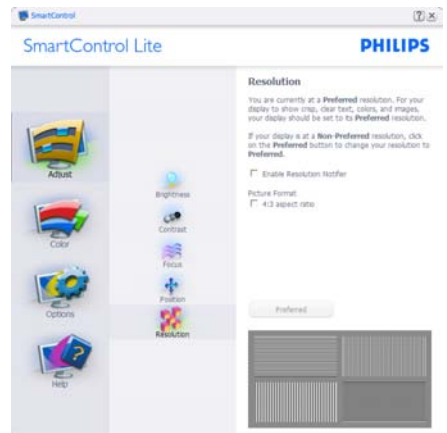 SmartControl
SmartControl Lite
PHILIPS
Adjust
Color
Options
Help
Brightness
Contrast
Focus
Position
Resolution
Resolution
You are currently at a Preferred resolution. For your
display to show crisp, clear text, colors, and images,
your display should be set to its Preferred resolution.
If your display is at a Non-Preferred resolution, click
on the Preferred button to change your resolution to
Preferred.
Enable Resolution Notifier
Picture Format
4:3 aspect ratio
Preferred